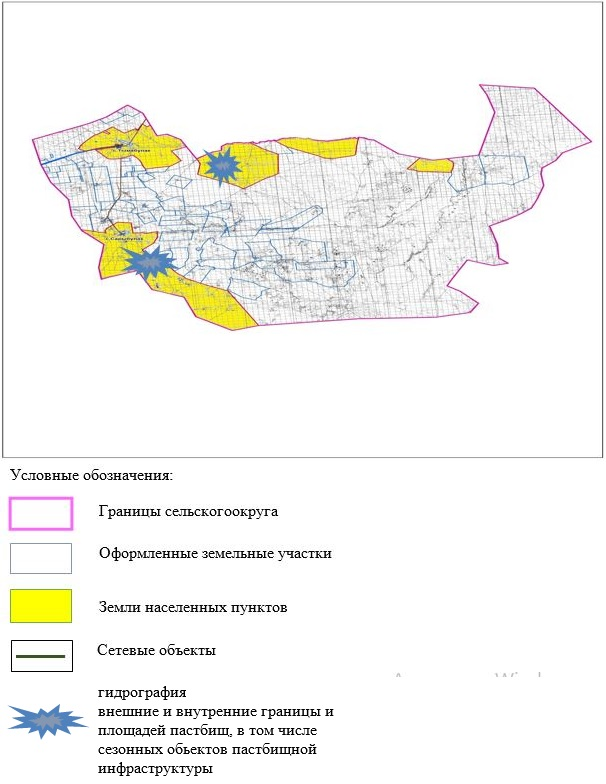 Условные обозначения:
Границы сельскогоокруга
Оформленные земельные участки
Земли населенных пунктов
Сетевые объекты
гидрография
внешние и внутренние границы и
площадей пастбищ, в том числе
сезонных обьектов пастбищной
инфраструктуры